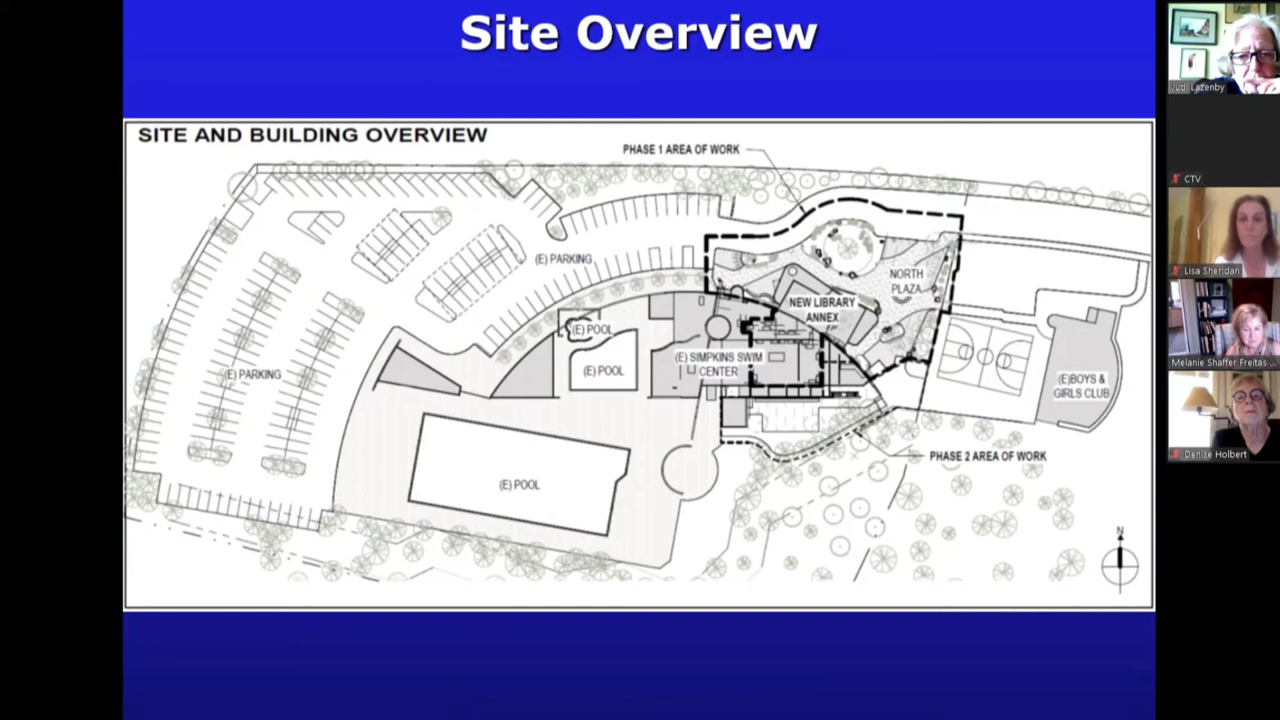 Site Overview
SITE AND BUILDING OVERVIEW
PHASE 1 AREA OF WORK
(E) PARKING
NORTH
PLAZA
NEW LIBRARY
ANNEX
(E) POOL
(E) SIMPKINS SWIM
CENTER
(E) POOL
(E) PARKING
(E)BOYS &
GIRLS CLUB
PHASE 2 AREA OF WORK
(E) POOL
N
Judi Lazenby
CTV
Lisa Sheridan
Melanie Shaffer Freitas
Denise Holbert